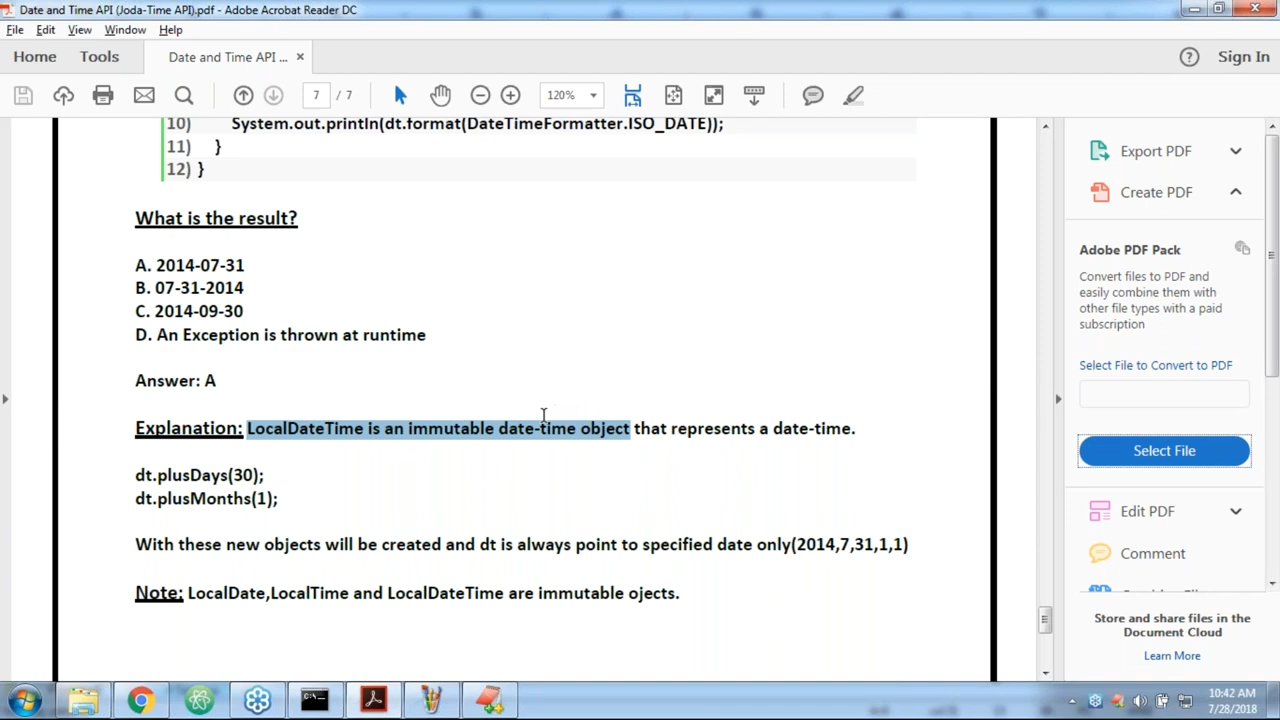 Date and Time API (Joda-Time API).pdf - Adobe Acrobat Reader DC
File Edit View Window Help
Home Tools Date and Time API ... × Sign In
7 / 7 120%
10) System.out.println(dt.format(DateTimeFormatter.ISO_DATE));
11) }
12) }
What is the result?
A. 2014-07-31
B. 07-31-2014
C. 2014-09-30
D. An Exception is thrown at runtime
Answer: A
Explanation: LocalDateTime is an immutable date-time object that represents a date-time.
dt.plusDays(30);
dt.plusMonths(1);
With these new objects will be created and dt is always point to specified date only(2014,7,31,1,1)
Note: LocalDate,LocalTime and LocalDateTime are immutable ojects.
Export PDF
Create PDF
Adobe PDF Pack
Convert files to PDF and
easily combine them with
other file types with a paid
subscription
Select File to Convert to PDF
Select File
Edit PDF
Comment
Store and share files in the
Document Cloud
Learn More
10:42 AM
7/28/2018